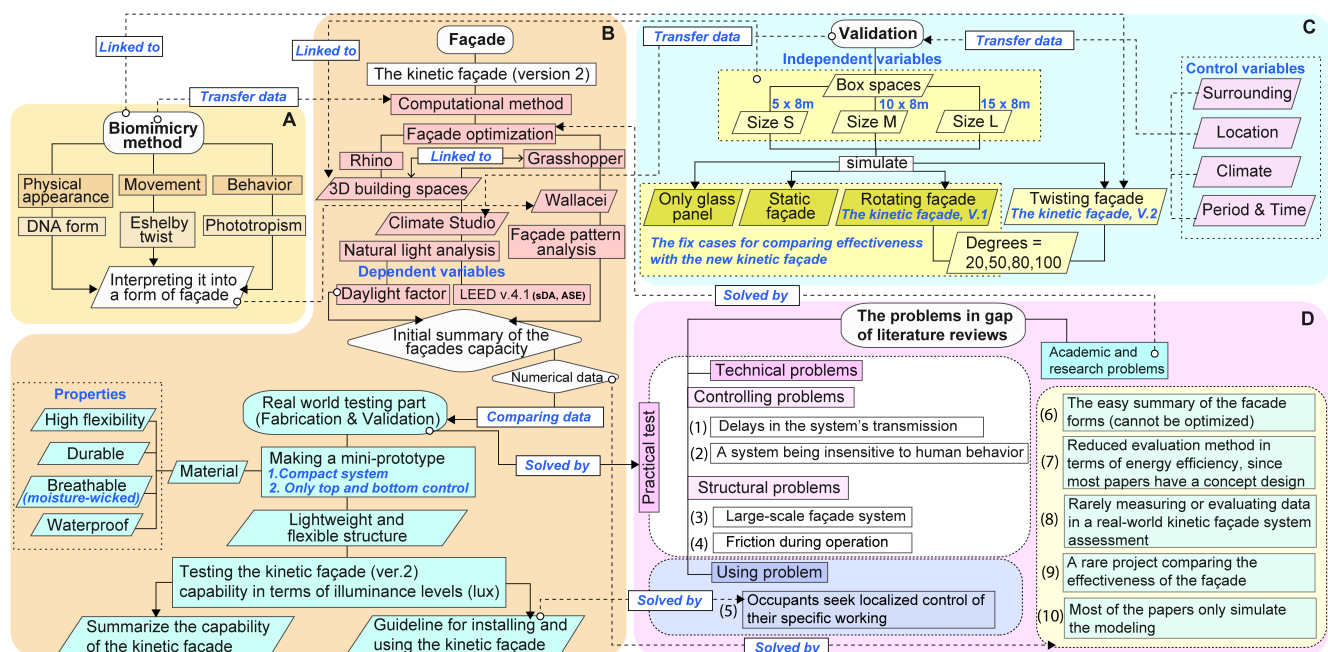 A
Linked to
Transfer data
Biomimicry
method
Physical
appearance
Movement
Behavior
DNA form
Eshelby
twist
Phototropism
Interpreting it into
a form of façade
B
Linked to
Façade
The kinetic façade (version 2)
Computational method
Façade optimization
Rhino
Linked to
Grasshopper
3D building spaces
Wallacei
Climate Studio
Natural light analysis
Façade pattern
analysis
Dependent variables
Daylight factor
LEED v.4.1 (sDA, ASE)
Initial summary of the
façades capacity
Numerical data
Comparing data
Real world testing part
(Fabrication & Validation)
Solved by
Properties
High flexibility
Durable
Breathable
(moisture-wicked)
Waterproof
Material
Making a mini-prototype
1.Compact system
2. Only top and bottom control
Lightweight and
flexible structure
Testing the kinetic façade (ver.2)
capability in terms of illuminance levels (lux)
Summarize the capability
of the kinetic facade
Guideline for installing and
using the kinetic façade
C
Transfer data
Validation
Transfer data
Independent variables
Box spaces
5 x 8m
10 x 8m
15 x 8m
Size S
Size M
Size L
simulate
Only glass
panel
Static
façade
Rotating façade
The kinetic façade, V.1
Twisting façade
The kinetic façade, V.2
The fix cases for comparing effectiveness
with the new kinetic façade
Degrees =
20,50,80,100
Control variables
Surrounding
Location
Climate
Period & Time
Solved by
D
The problems in gap
of literature reviews
Academic and
research problems
Practical test
Technical problems
Controlling problems
(1) Delays in the system's transmission
(2) A system being insensitive to human behavior
Structural problems
(3) Large-scale façade system
(4) Friction during operation
Using problem
Solved by
(5) Occupants seek localized control of
their specific working
Solved by
(6) The easy summary of the facade
forms (cannot be optimized)
(7) Reduced evaluation method in
terms of energy efficiency, since
most papers have a concept design
(8) Rarely measuring or evaluating data
in a real-world kinetic façade system
assessment
(9) A rare project comparing the
effectiveness of the façade
(10) Most of the papers only simulate
the modeling